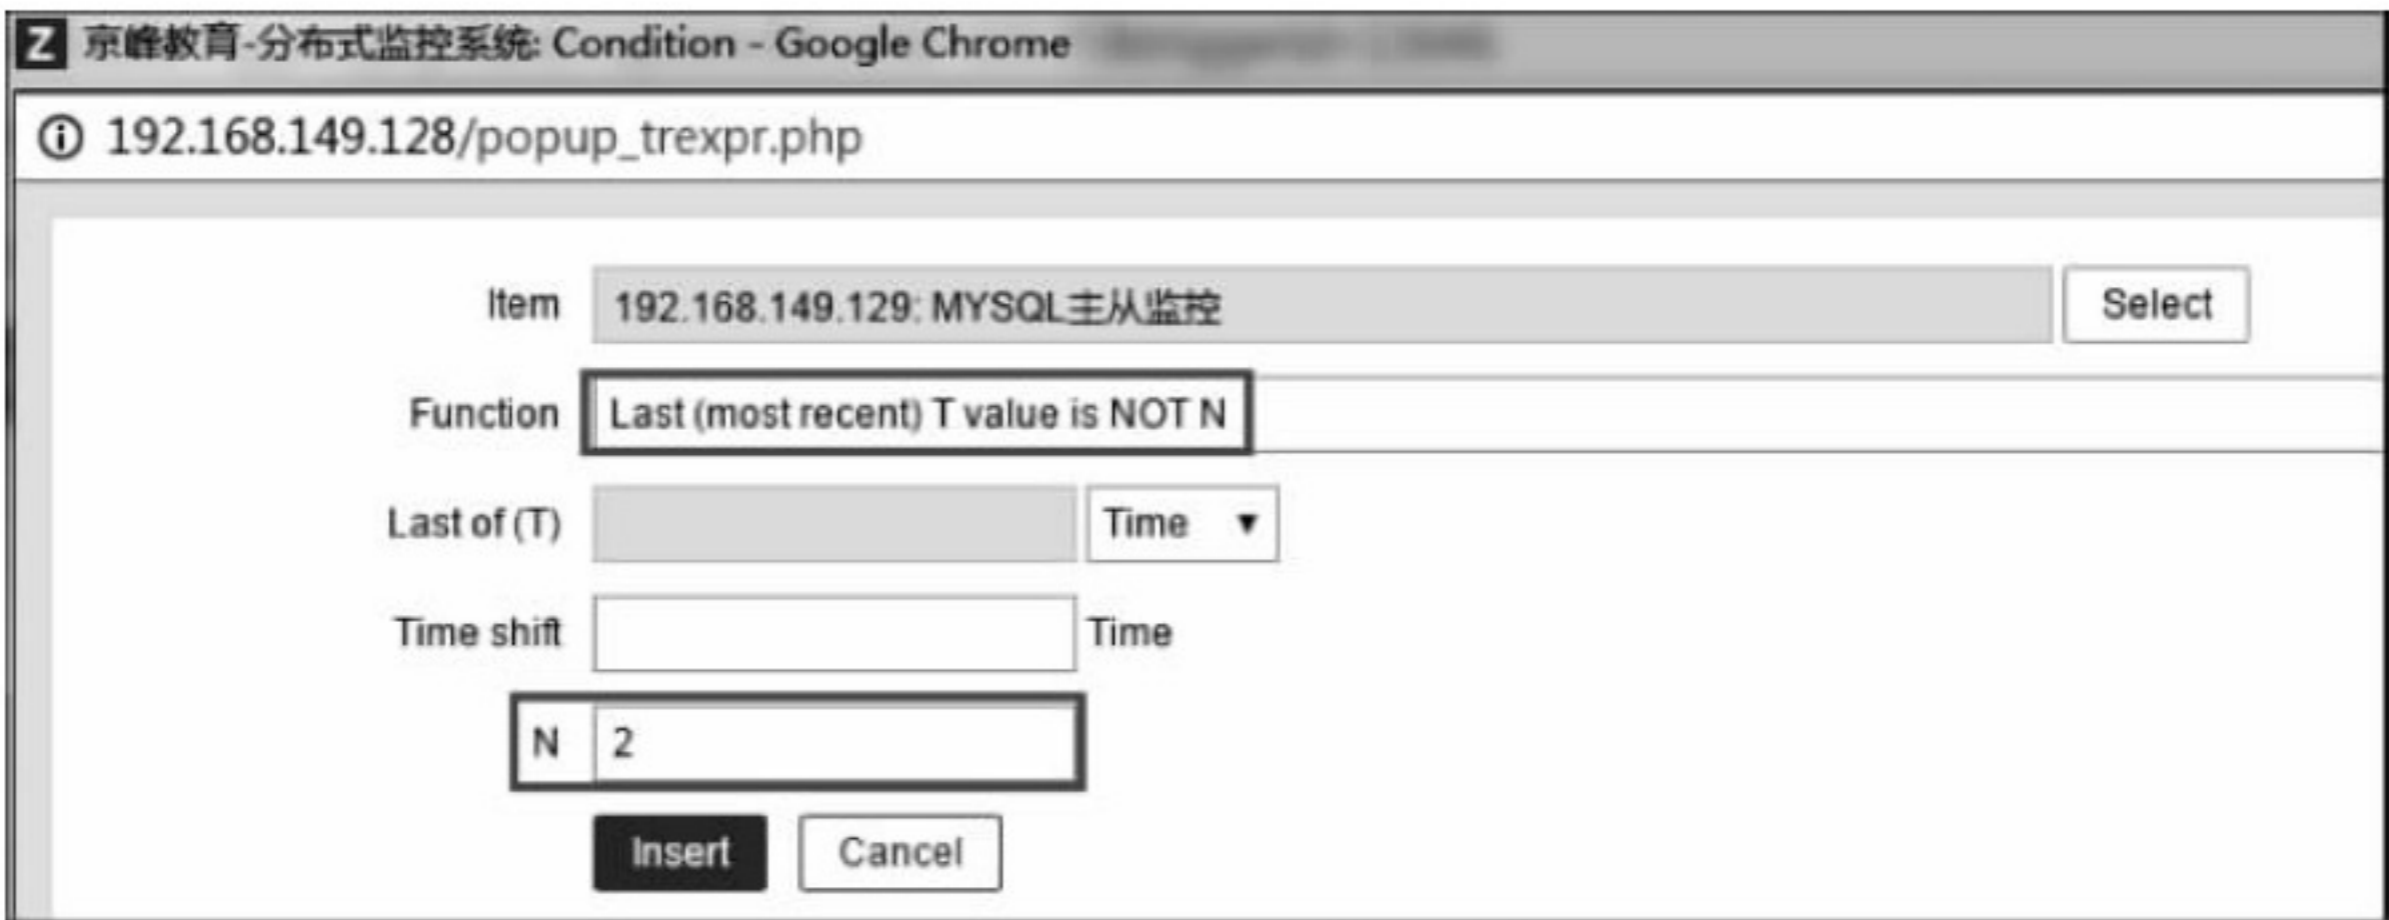 Z 京峰教育-分布式监控系统: Condition - Google Chrome
192.168.149.128/popup_trexpr.php
Item 192.168.149.129: MYSQL主从监控 Select
Function Last (most recent) T value is NOT N
Last of (T) Time ▼
Time shift Time
N 2
Insert Cancel